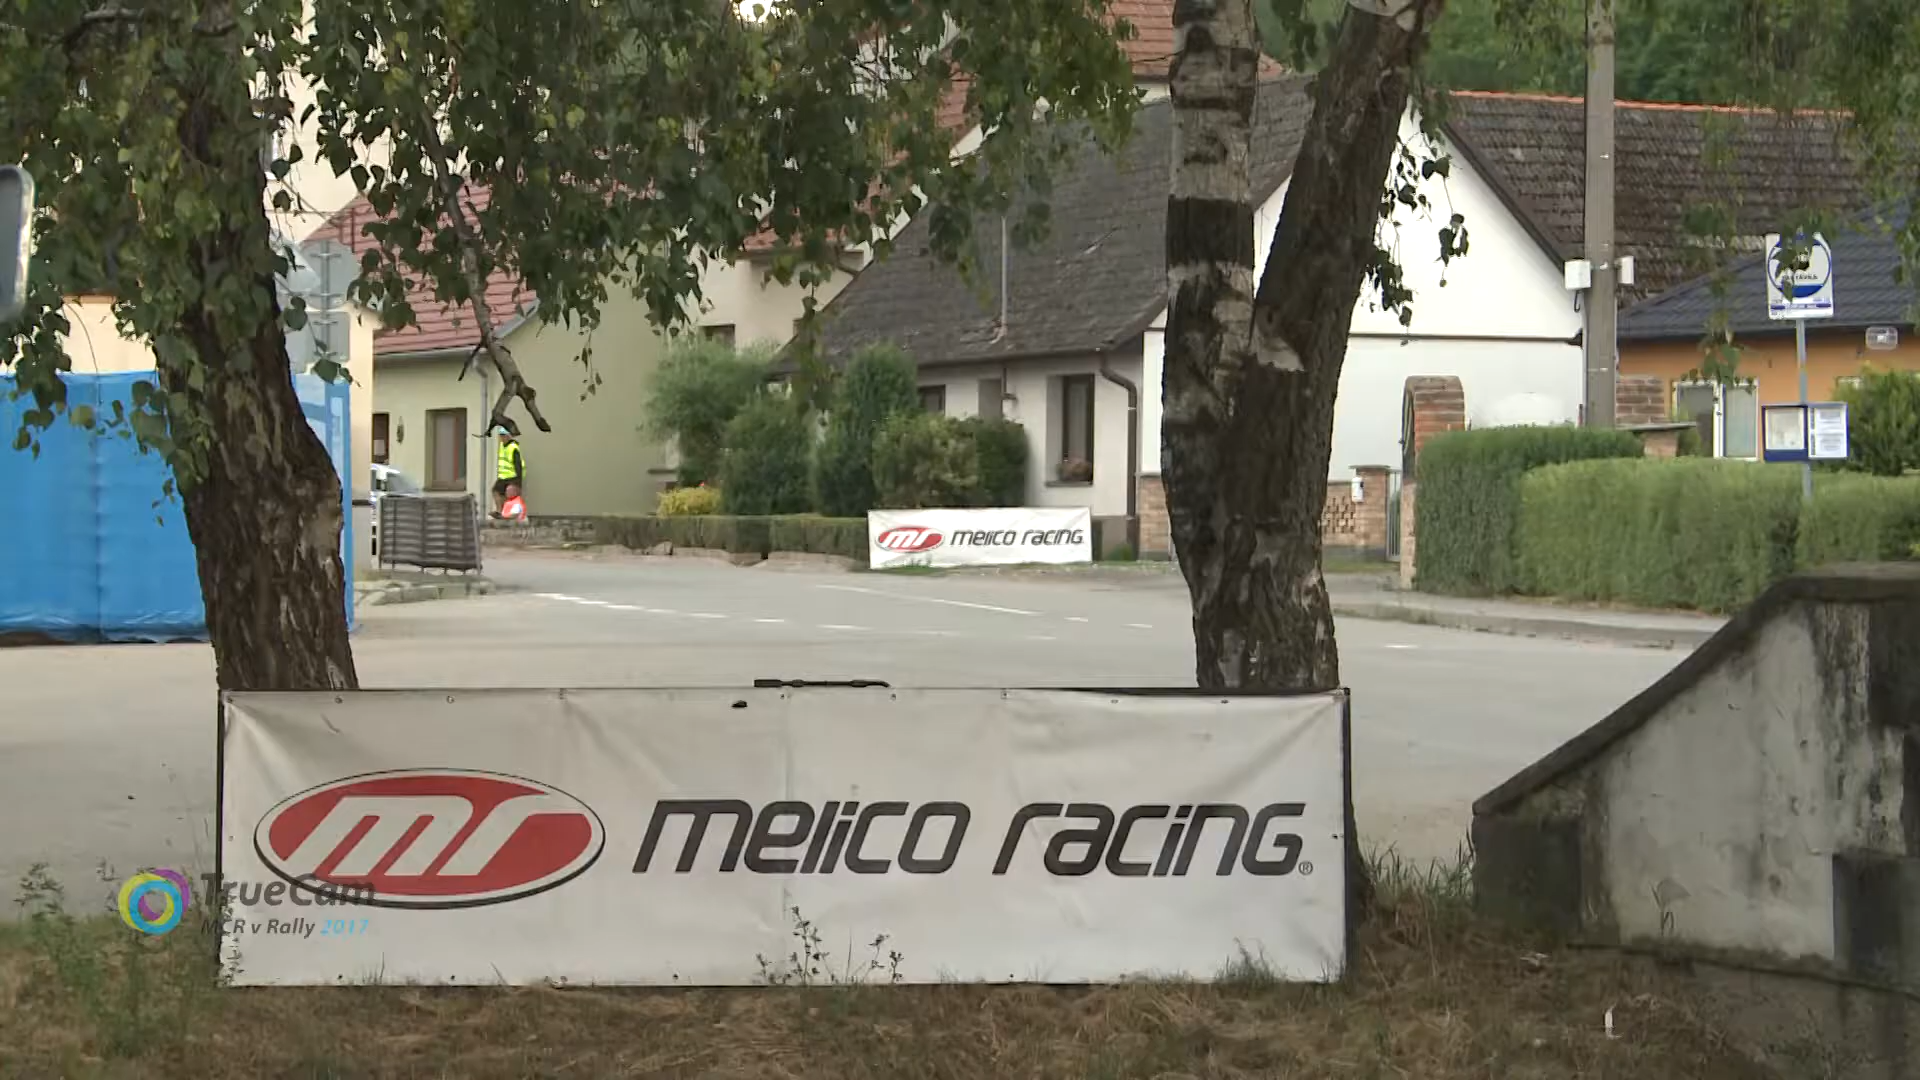 mr melico racing
mr melico racing®
TrueCam
MČR v Rally 2017